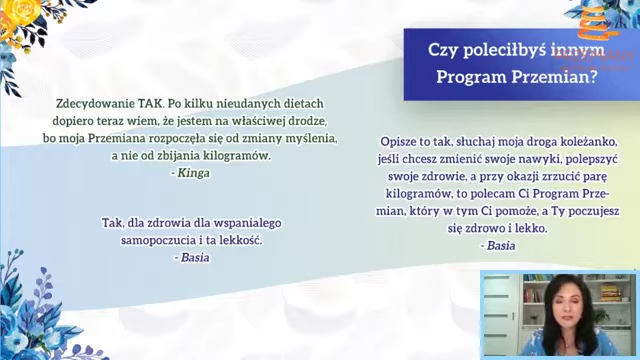 Czy poleciłbyś innym
Program Przemian?
Zdecydowanie TAK. Po kilku nieudanych dietach
dopiero teraz wiem, że jestem na właściwej drodze,
bo moja Przemiana rozpoczęła się od zmiany myślenia,
a nie od zbijania kilogramów.
- Kinga
Tak, dla zdrowia dla wspanialego
samopoczucia i ta lekkość.
- Basia
Opisze to tak, słuchaj moja droga koleżanko,
jeśli chcesz zmienić swoje nawyki, polepszyć
swoje zdrowie, a przy okazji zrzucić parę
kilogramów, to polecam Ci Program Prze-
mian, który w tym Ci pomoże, a Ty poczujesz
się zdrowo i lekko.
- Basia